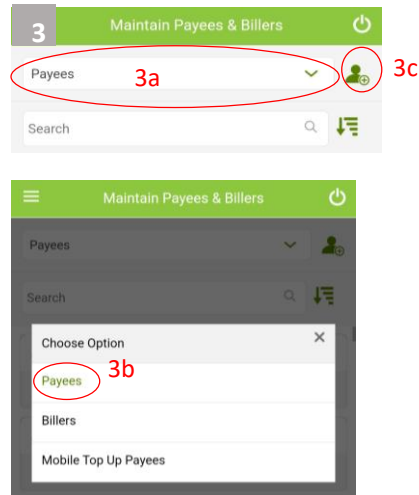 3
Maintain Payees & Billers
Payees
3a
3c
Search
Maintain Payees & Billers
Payees
Search
Choose Option
Payees
3b
Billers
Mobile Top Up Payees